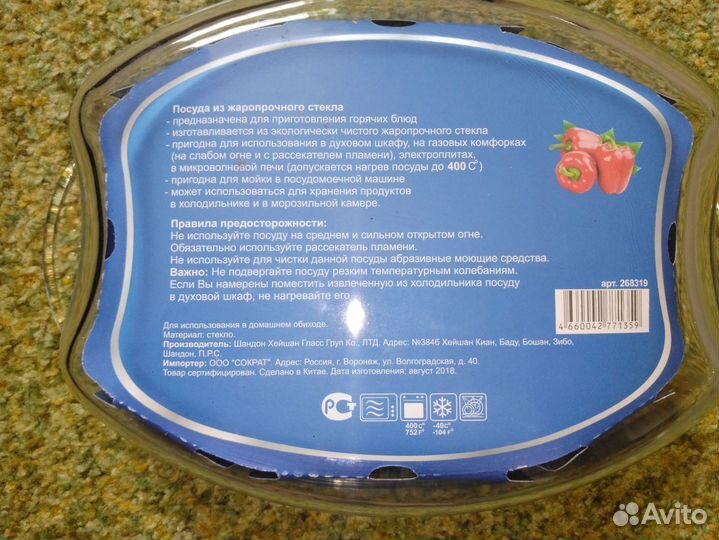 Посуда из жаропрочного стекла
- предназначена для приготовления горячих блюд
- изготавливается из экологически чистого жаропрочного стекла
- пригодна для использования в духовом шкафу, на газовых комфорках
(на слабом огне и с рассекателем пламени), электроплитах,
в микроволновой печи (допускается нагрев посуды до 400 С°)
- пригодна для мойки в посудомоечной машине
- может использоваться для хранения продуктов
в холодильнике и в морозильной камере.
Правила предосторожности:
Не используйте посуду на среднем и сильном открытом огне.
Обязательно используйте рассекатель пламени.
Не используйте для чистки данной посуды абразивные моющие средства.
Важно: Не подвергайте посуду резким температурным колебаниям.
Если Вы намерены поместить извлеченную из холодильника посуду
в духовой шкаф, не нагревайте его
арт. 268319
4 660042 771359
Для использования в домашнем обиходе.
Материал: стекло.
Производитель: Шандон Хейшан Гласс Груп Ко., ЛТД. Адрес: №3846 Хейшан Киан, Баду, Бошан, Зибо,
Шандон, П.Р.С.
Импортер: ООО "СОКРАТ". Адрес: Россия, г. Воронеж, ул. Волгоградская, д. 40.
Товар сертифицирован. Сделано в Китае. Дата изготовления: август 2018.
РСТ
400 С° -40 С°
752 F° -104 F°
Avito